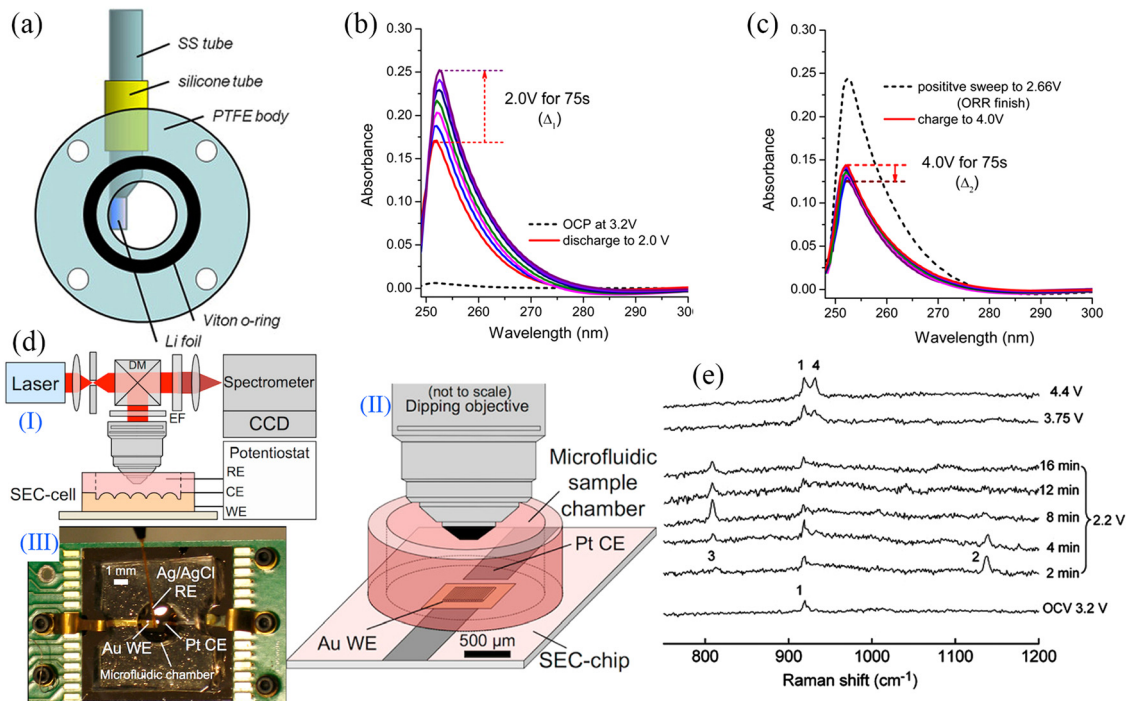 (a)
SS tube
silicone tube
PTFE body
Viton o-ring
Li foil
(b)
0.30
0.25
0.20
0.15
0.10
0.05
0.00
Absorbance
2.0V for 75s
(Δ1)
OCP at 3.2V
discharge to 2.0 V
250 260 270 280 290 300
Wavelength (nm)
(c)
0.30
0.25
0.20
0.15
0.10
0.05
0.00
Absorbance
positive sweep to 2.66V
(ORR finish)
charge to 4.0V
4.0V for 75s
(Δ2)
250 260 270 280 290 300
Wavelength (nm)
(d)
Laser
DM
Spectrometer
(I)
EF
CCD
Potentiostat
RE
SEC-cell
CE
WE
(II)
(not to scale)
Dipping objective
Microfluidic
sample
chamber
Pt CE
Au WE
500 μm
SEC-chip
(III)
1 mm
Ag/AgCl
RE
Au WE
Pt CE
Microfluidic chamber
(e)
1 4
4.4 V
3.75 V
16 min
12 min
8 min
2.2 V
4 min
3
2
2 min
1
OCV 3.2 V
800 900 1000 1100 1200
Raman shift (cm-1)